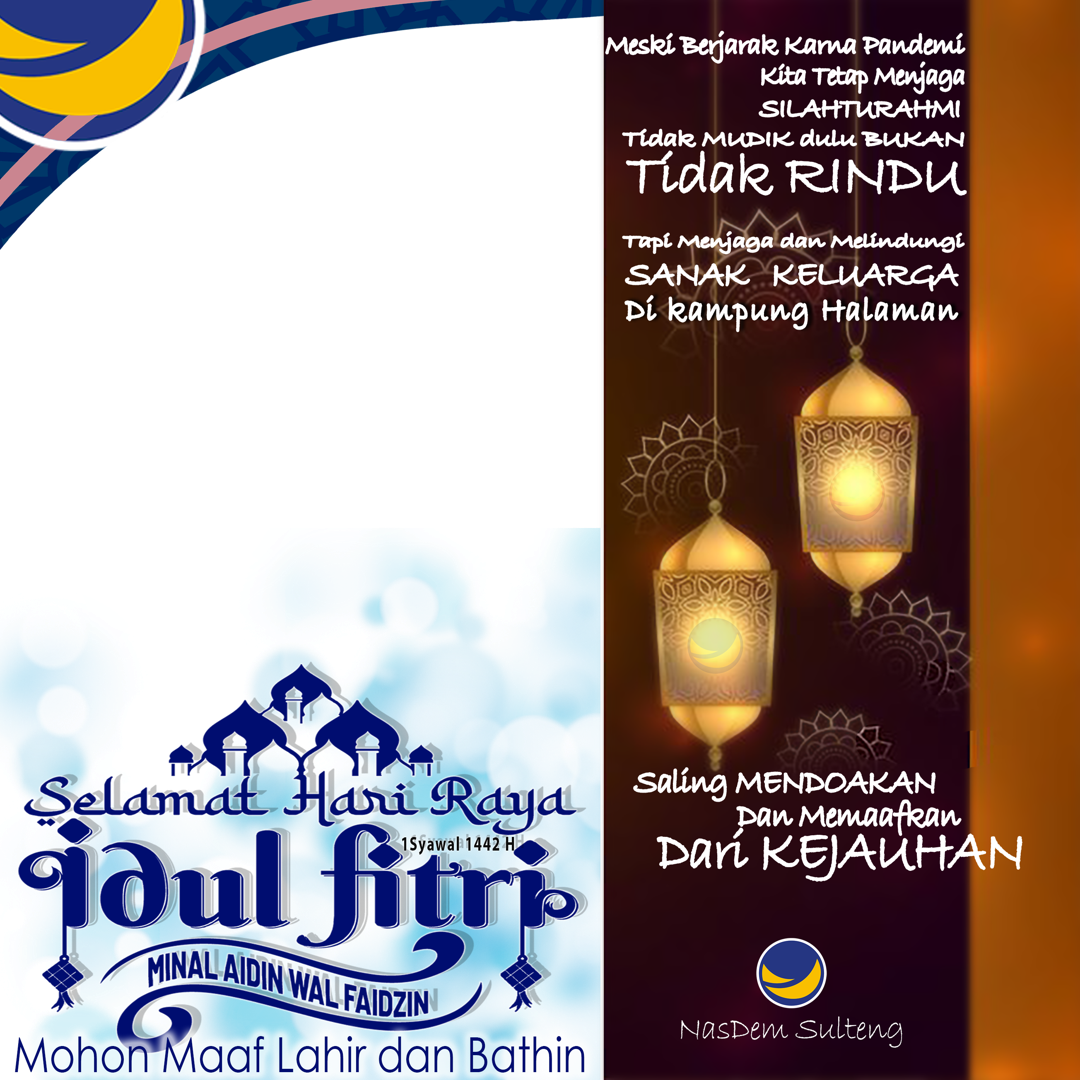 Meski Berjarak Karna Pandemi
Kita Tetap Menjaga
SILAHTURAHMI
Tidak MUDIK dulu BUKAN
Tidak RINDU
Tapi Menjaga dan Melindungi
SANAK KELUARGA
Di kampung Halaman
Saling MENDOAKAN
Dan Memaafkan
Dari KEJAUHAN
NasDem Sulteng
Selamat Hari Raya
1Syawal 1442 H
idul fitri
MINAL AIDIN WAL FAIDZIN
Mohon Maaf Lahir dan Bathin